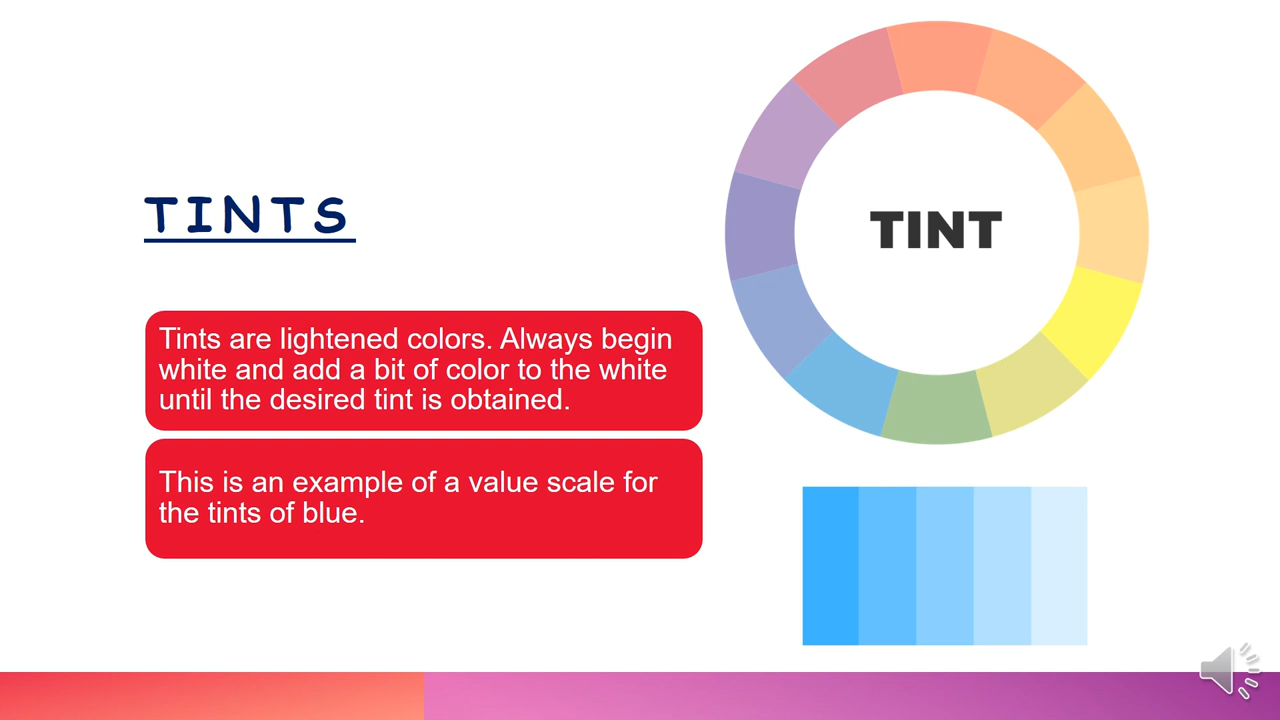 TINTS
Tints are lightened colors. Always begin
white and add a bit of color to the white
until the desired tint is obtained.
This is an example of a value scale for
the tints of blue.
TINT